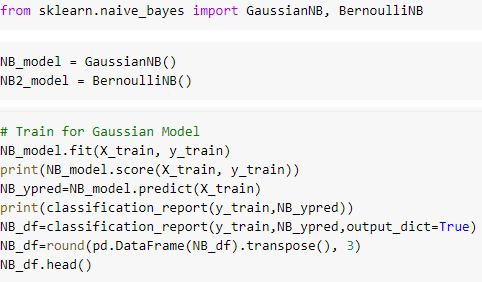 from sklearn.naive_bayes import GaussianNB, BernoulliNB
NB_model = GaussianNB()
NB2_model = BernoulliNB()
# Train for Gaussian Model
NB_model.fit(X_train, y_train)
print(NB_model.score(X_train, y_train))
NB_ypred=NB_model.predict(X_train)
print(classification_report(y_train,NB_ypred))
NB_df=classification_report(y_train,NB_ypred,output_dict=True)
NB_df=round(pd.DataFrame(NB_df).transpose(), 3)
NB_df.head()